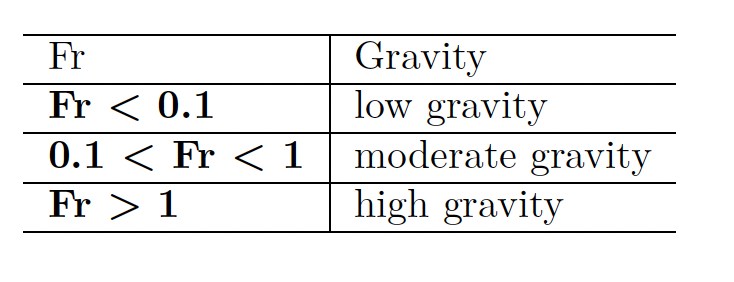 Fr Gravity
Fr < 0.1 low gravity
0.1 < Fr < 1 moderate gravity
Fr > 1 high gravity